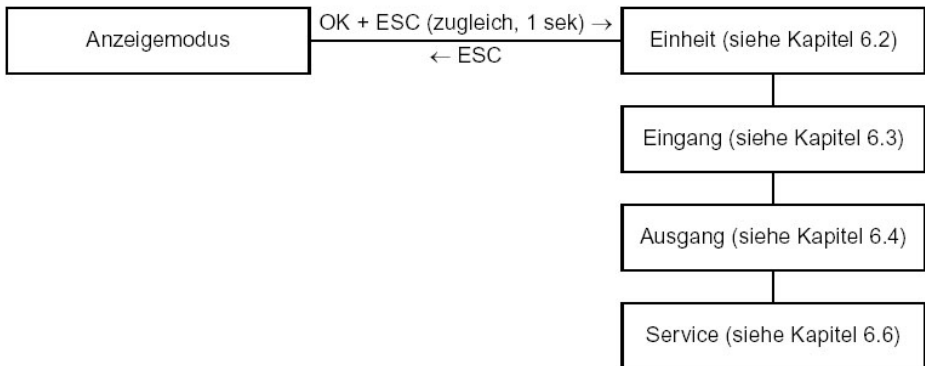 Anzeigemodus
OK + ESC (zugleich, 1 sek) →
← ESC
Einheit (siehe Kapitel 6.2)
Eingang (siehe Kapitel 6.3)
Ausgang (siehe Kapitel 6.4)
Service (siehe Kapitel 6.6)